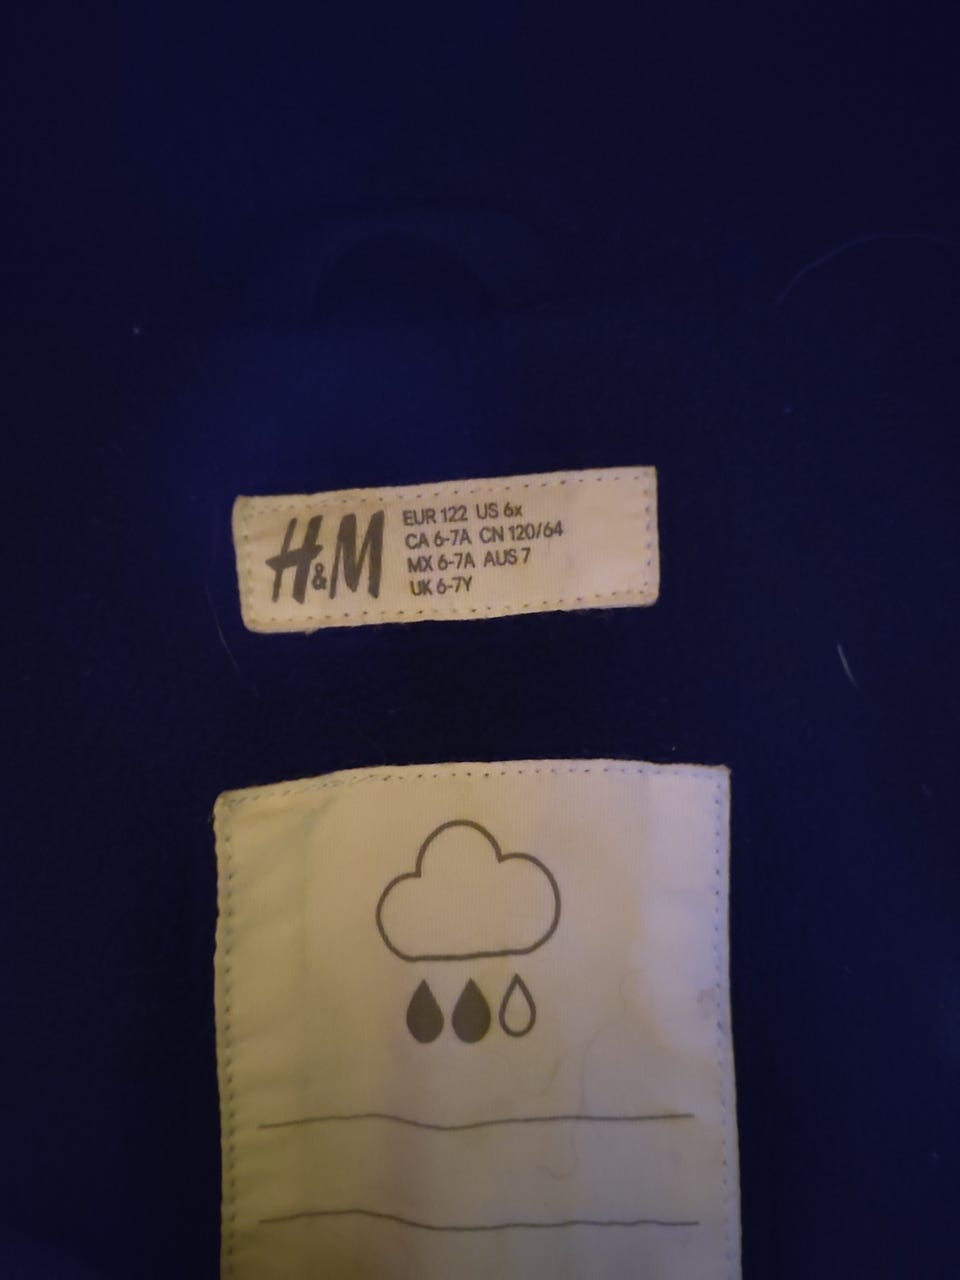 H&M
EUR 122 US 6x
CA 6-7A CN 120/64
MX 6-7A AUS 7
UK 6-7Y